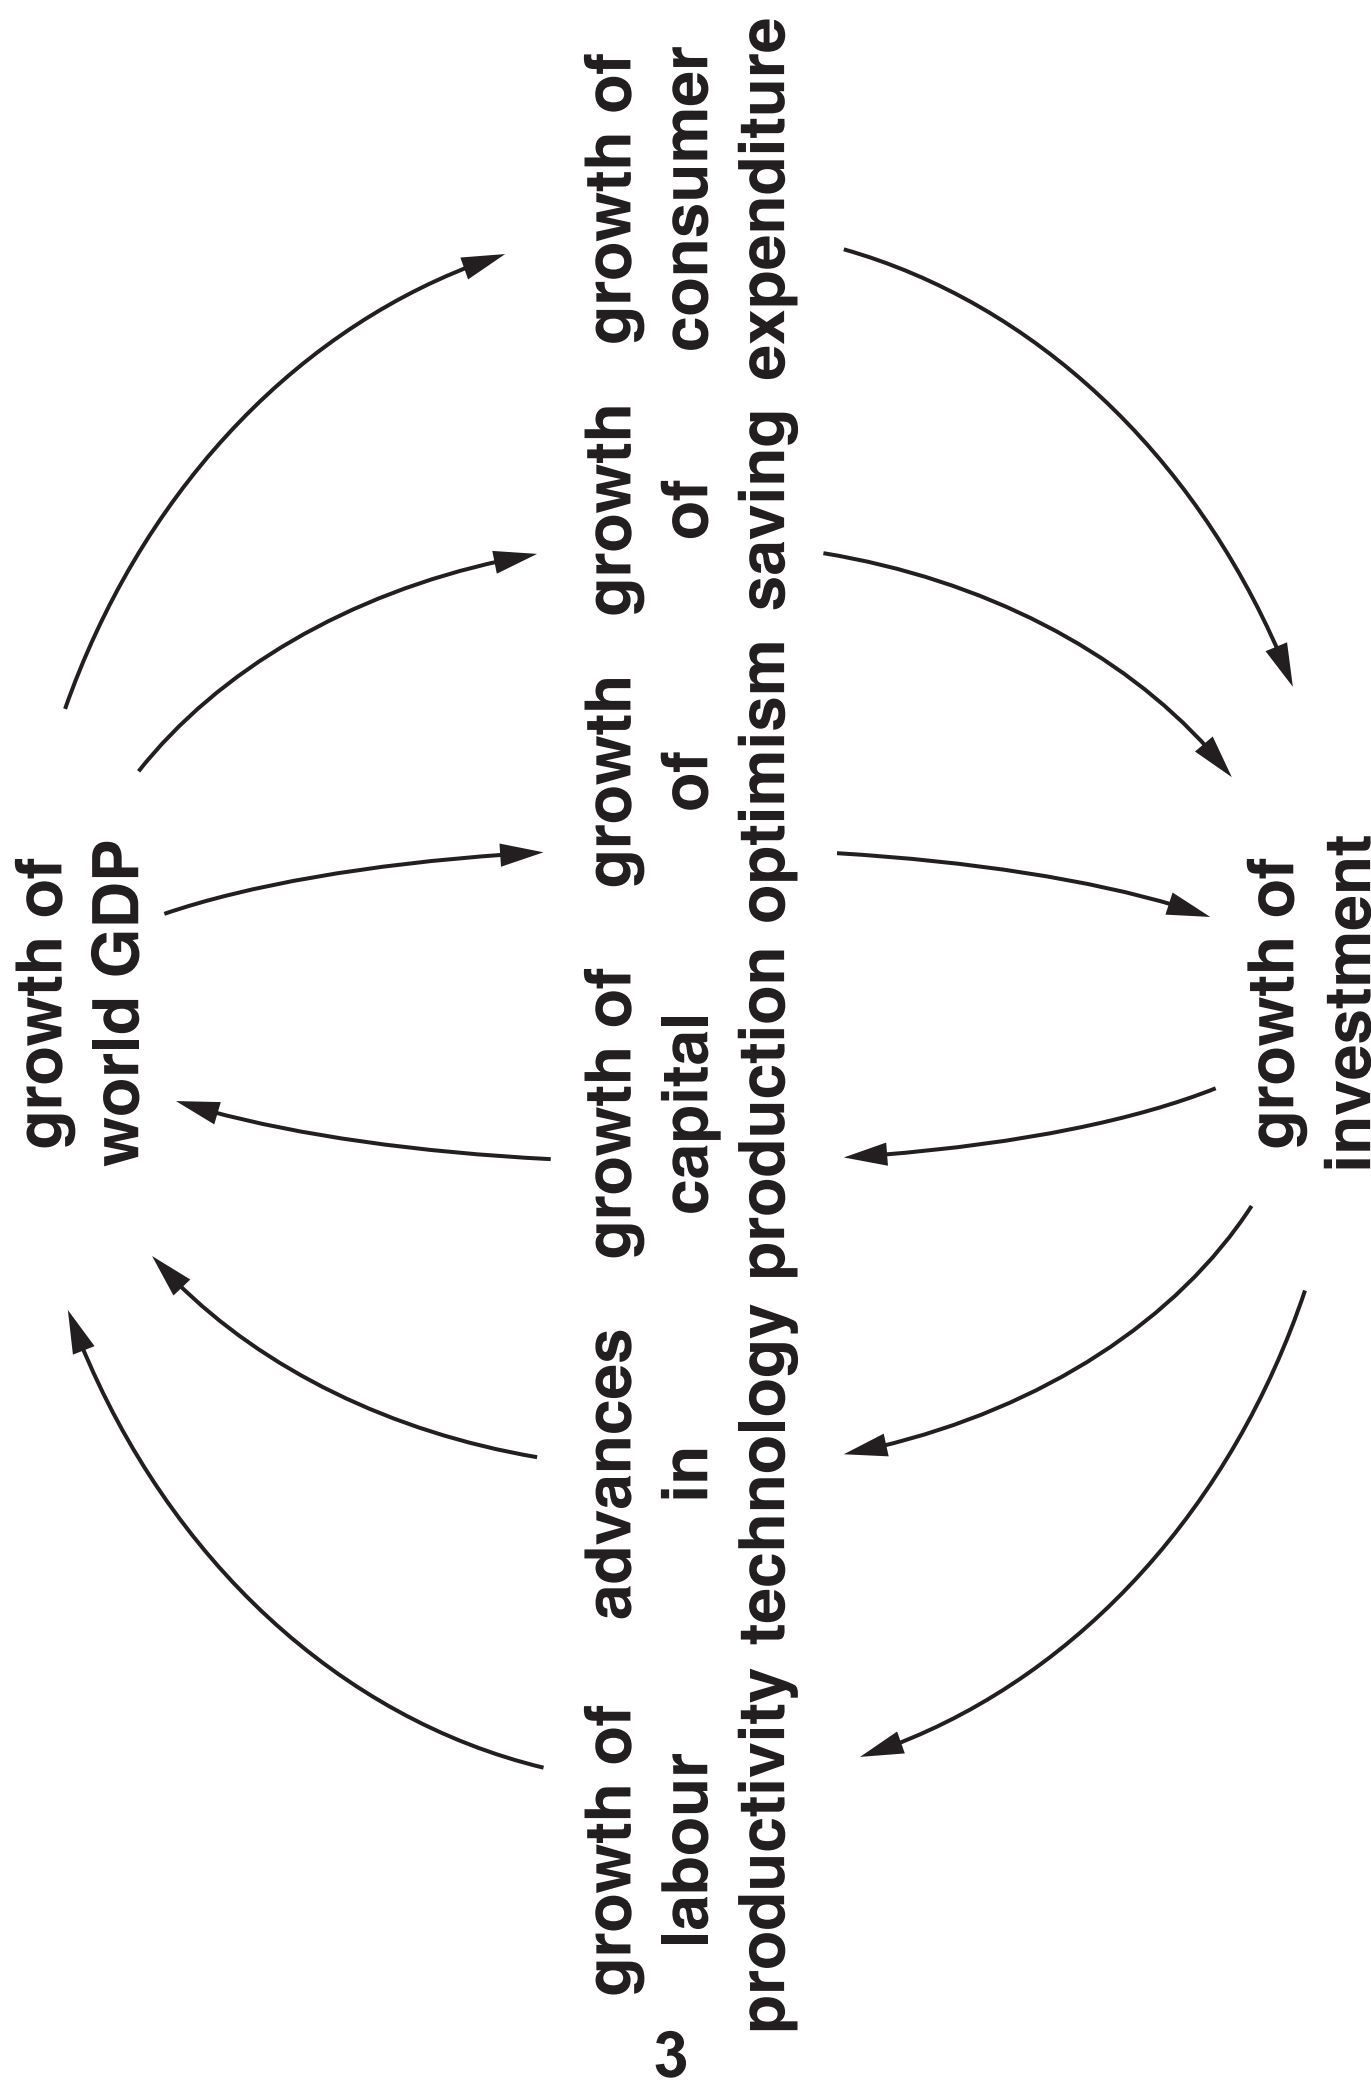 growth of
world GDP
growth of
labour
productivity
advances
in
technology
growth of
capital
production
growth
of
optimism
growth
of
saving
growth of
consumer
expenditure
growth of
investment
3